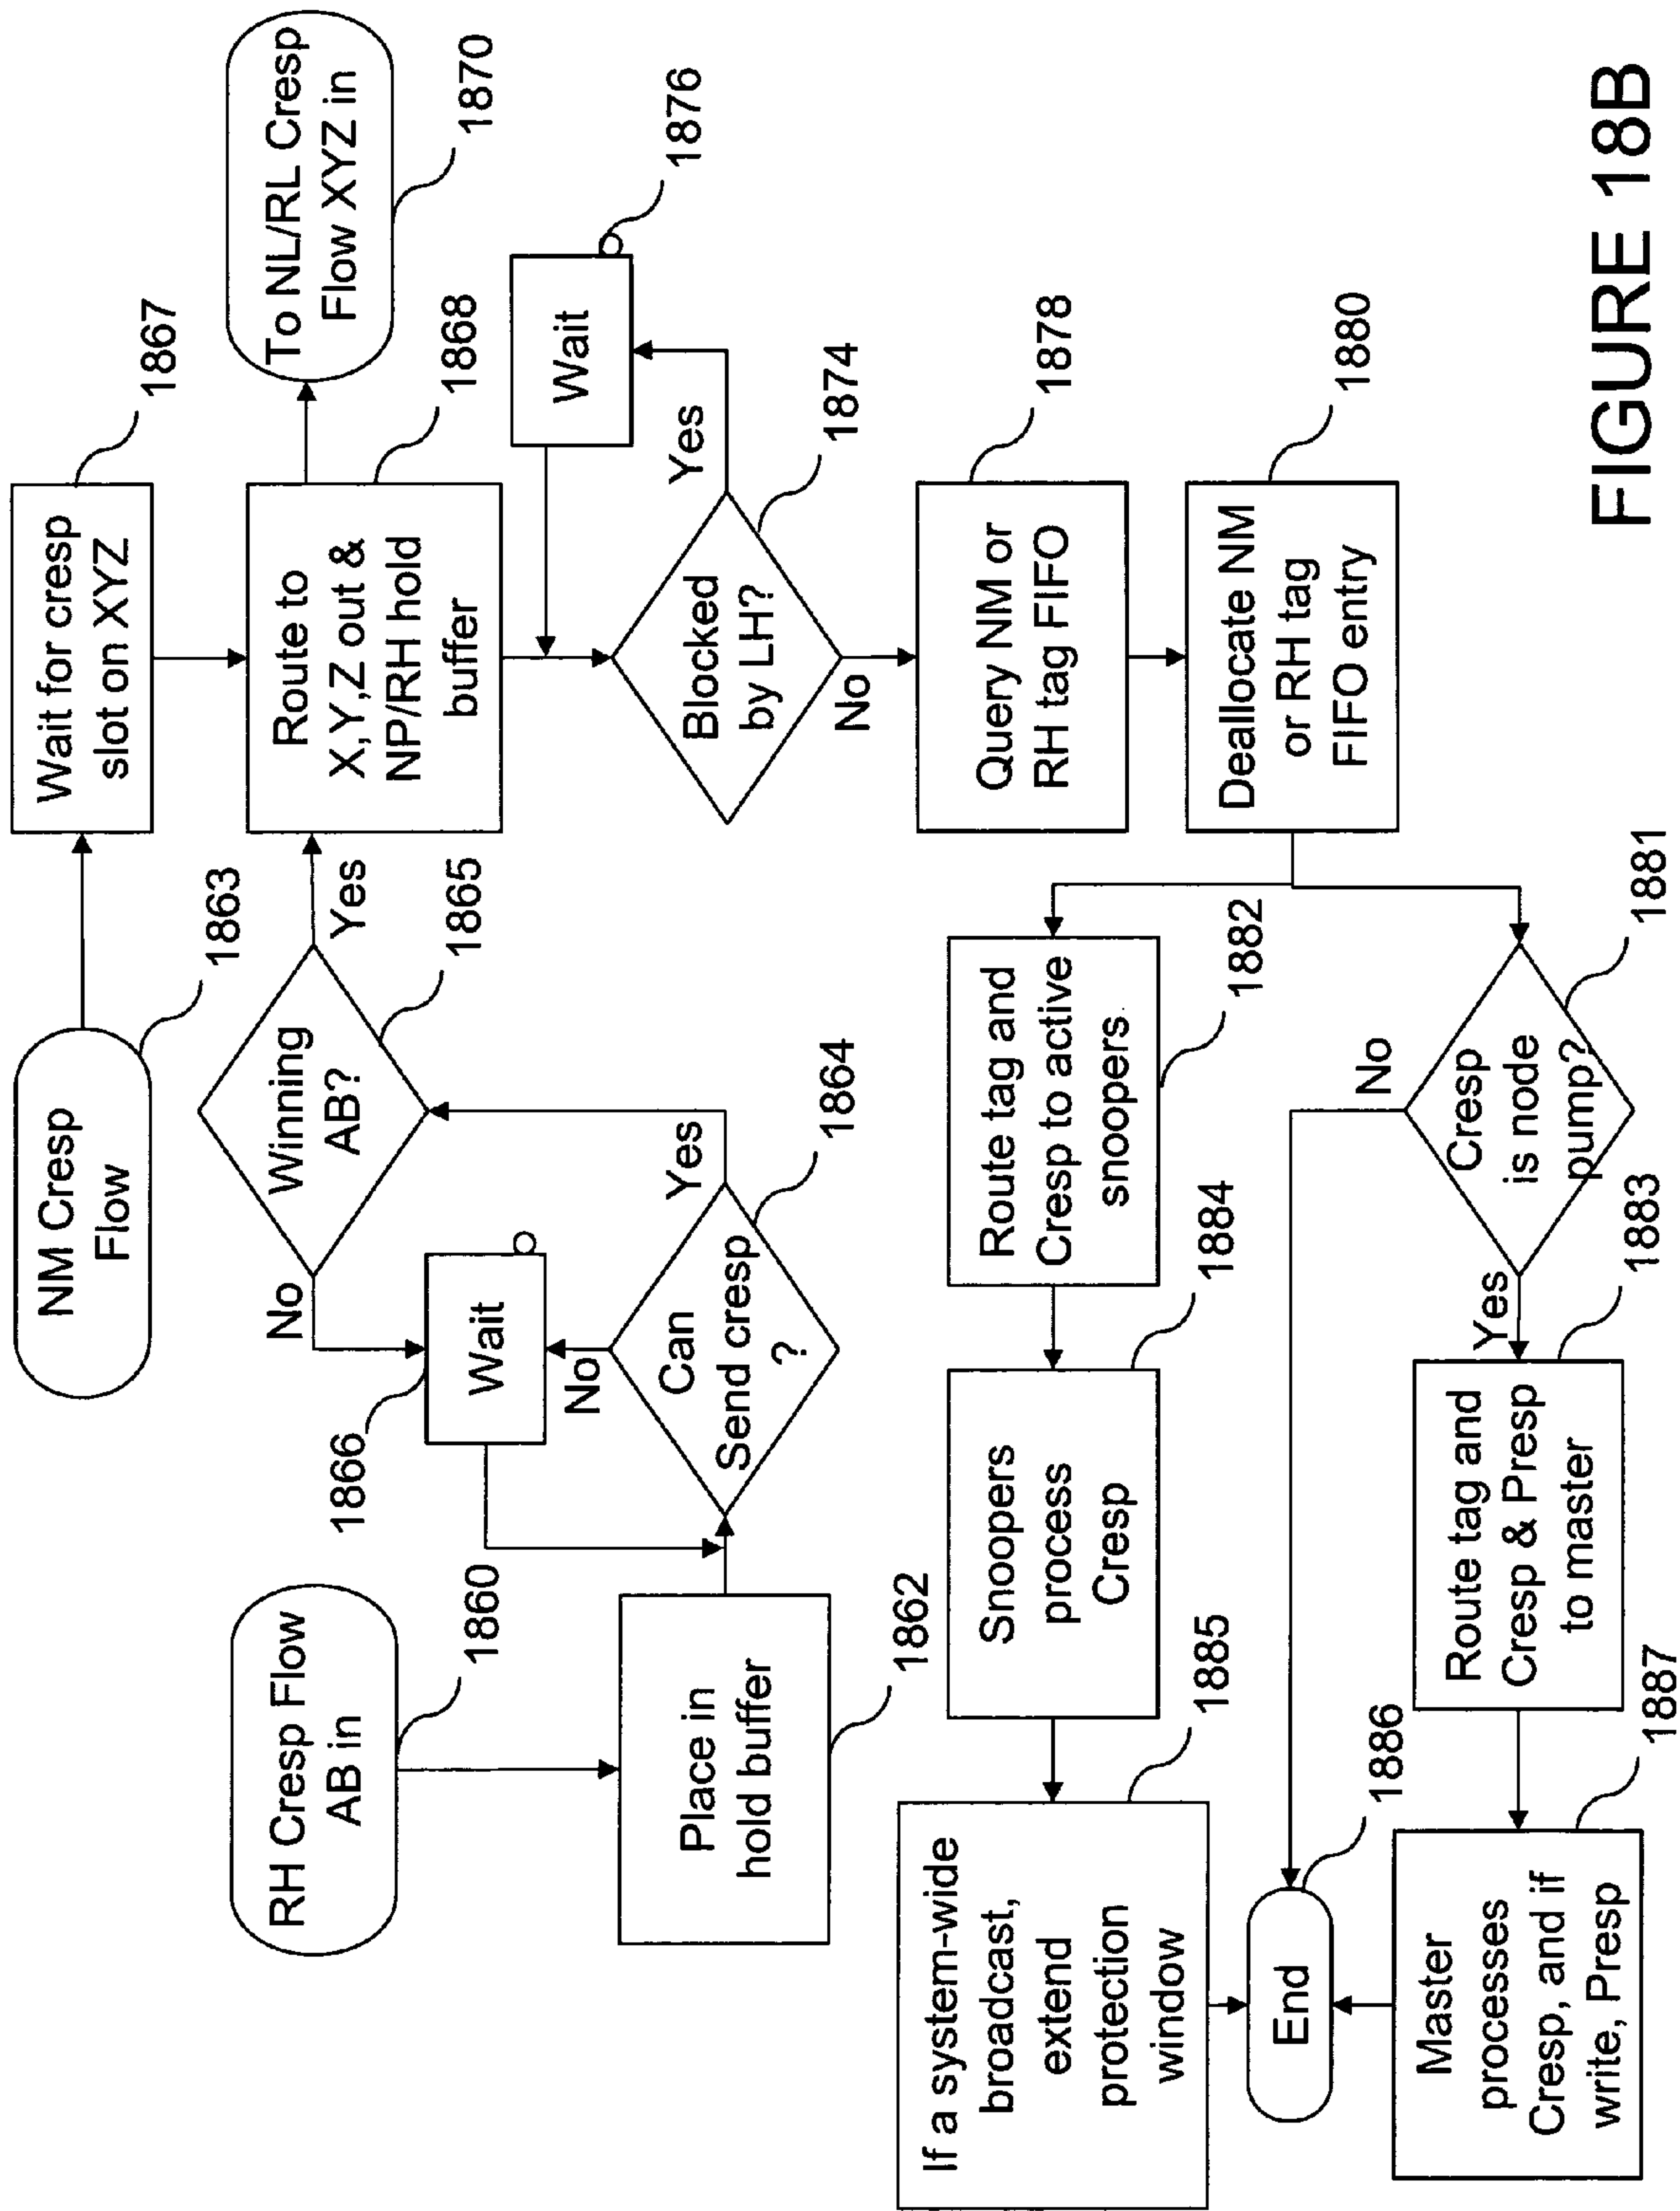 RH Cresp Flow
AB in
1860
Place in
hold buffer
1862
NM Cresp
Flow
1863
Wait for cresp
slot on XYZ
1867
Can
Send cresp
?
1864
Yes
No
Wait
1866
Winning
AB?
1865
No
Yes
Route to
X,Y,Z out &
NP/RH hold
buffer
1868
To NL/RL Cresp
Flow XYZ in
1870
Blocked
by LH?
1874
Yes
No
Wait
1876
Query NM or
RH tag FIFO
1878
Deallocate NM
or RH tag
FIFO entry
1880
Route tag and
Cresp to active
snoopers
1882
Snoopers
process
Cresp
1884
If a system-wide
broadcast,
extend
protection
window
1885
Cresp
is node
pump?
1881
No
Yes
Route tag and
Cresp & Presp
to master
1883
Master
processes
Cresp, and if
write, Presp
1887
End
1886
FIGURE 18B